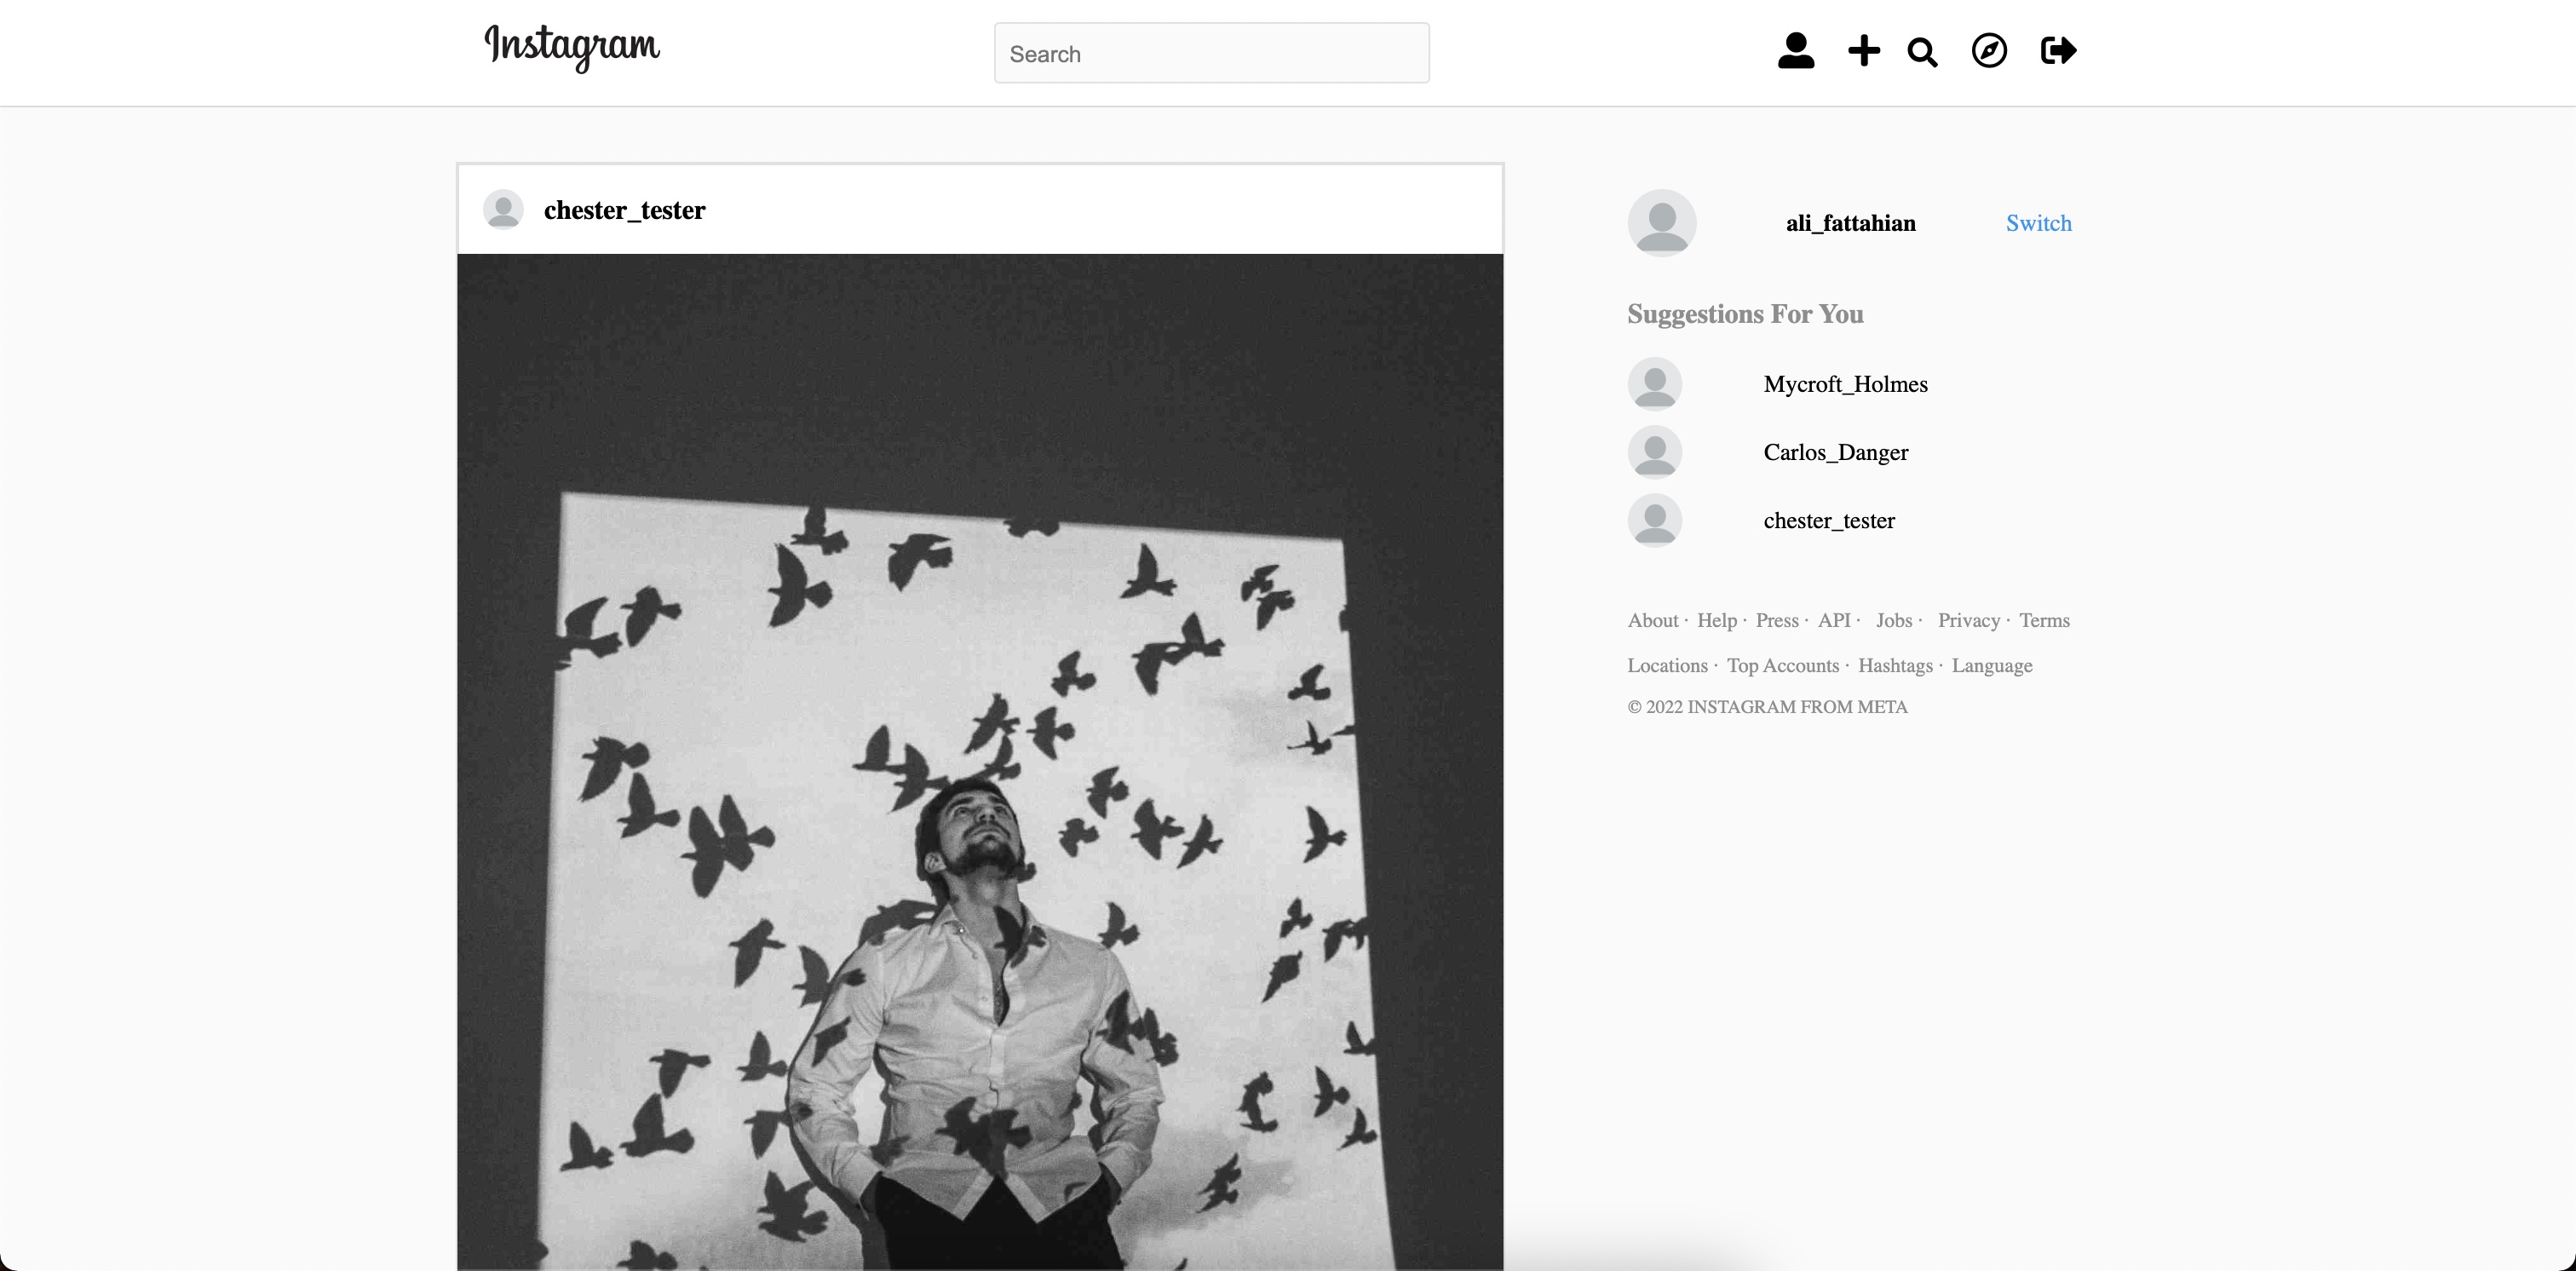 Instagram
Search
chester_tester
ali_fattahian Switch
Suggestions For You
Mycroft_Holmes
Carlos_Danger
chester_tester
About · Help · Press · API · Jobs · Privacy · Terms
Locations · Top Accounts · Hashtags · Language
© 2022 INSTAGRAM FROM META